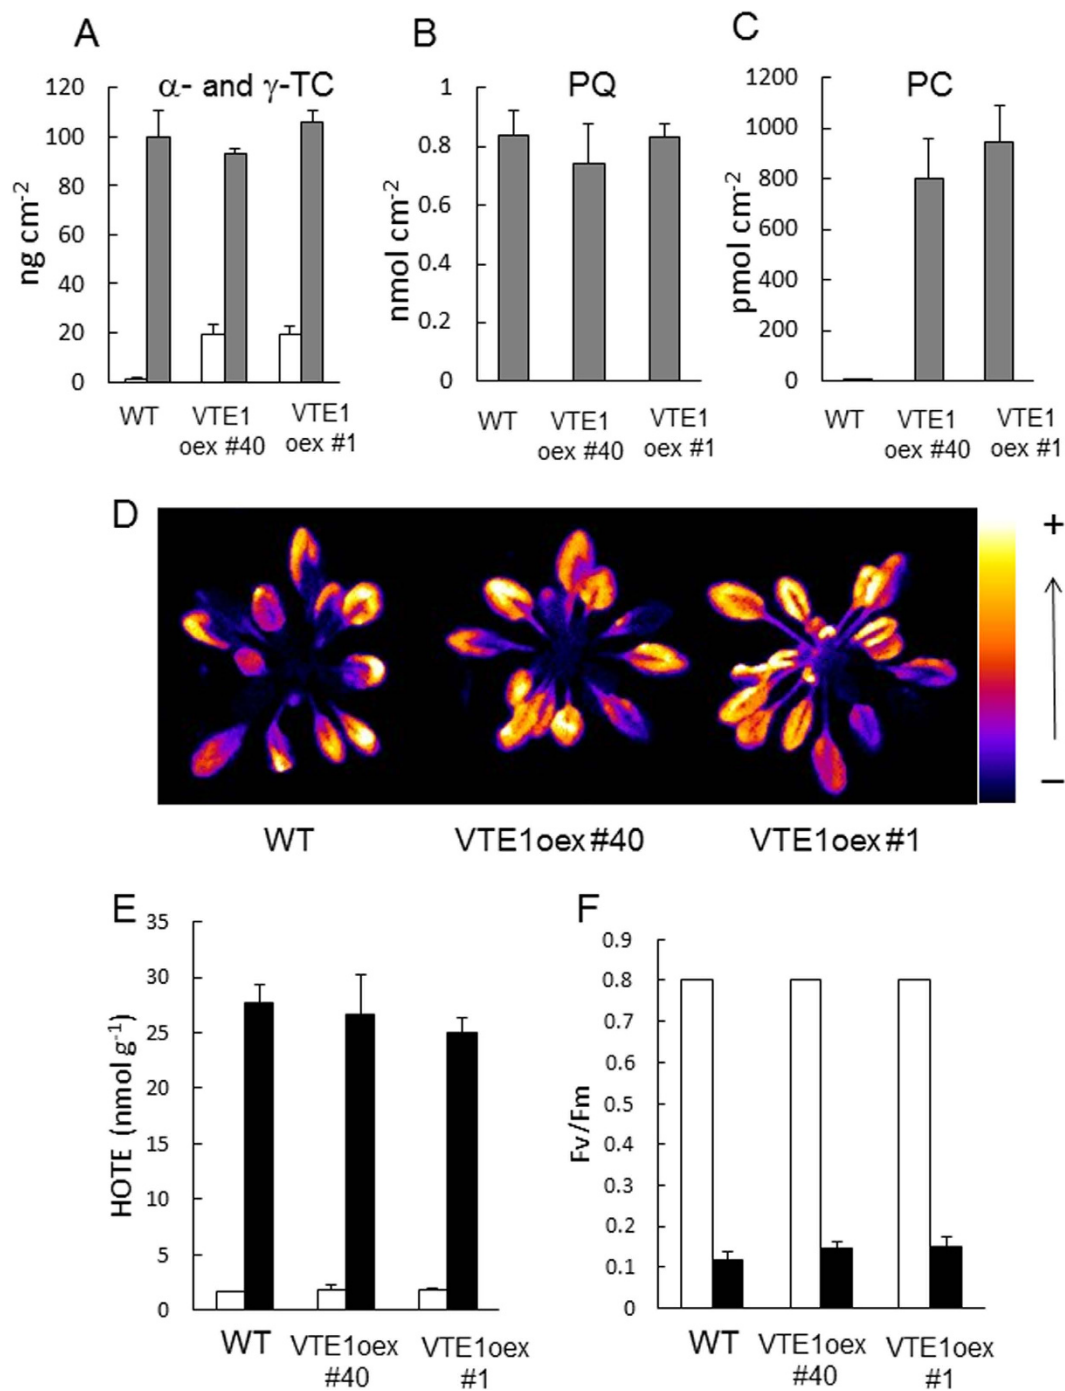 A
α- and γ-TC
120
100
80
60
40
20
0
ng cm-2
WT
VTE1
oex #40
VTE1
oex #1
B
PQ
1
0.8
0.6
0.4
0.2
0
nmol cm-2
WT
VTE1
oex #40
VTE1
oex #1
C
PC
1200
1000
800
600
400
200
0
pmol cm-2
WT
VTE1
oex #40
VTE1
oex #1
D
+
–
WT
VTE1oex#40
VTE1oex#1
E
35
30
25
20
15
10
5
0
HOTE (nmol g-1)
WT
VTE1oex
#40
VTE1oex
#1
F
0.9
0.8
0.7
0.6
0.5
0.4
0.3
0.2
0.1
0
Fv/Fm
WT
VTE1oex
#40
VTE1oex
#1